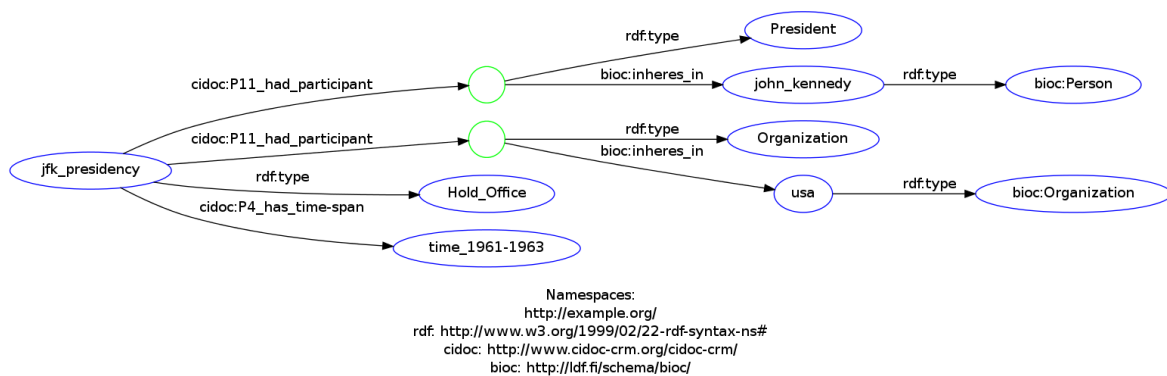 rdf:type
President
cidoc:P11_had_participant
bioc:inheres_in
john_kennedy
rdf:type
bioc:Person
cidoc:P11_had_participant
rdf:type
Organization
bioc:inheres_in
jfk_presidency
rdf:type
Hold_Office
usa
rdf:type
bioc:Organization
cidoc:P4_has_time-span
time_1961-1963
Namespaces:
http://example.org/
rdf: http://www.w3.org/1999/02/22-rdf-syntax-ns#
cidoc: http://www.cidoc-crm.org/cidoc-crm/
bioc: http://ldf.fi/schema/bioc/